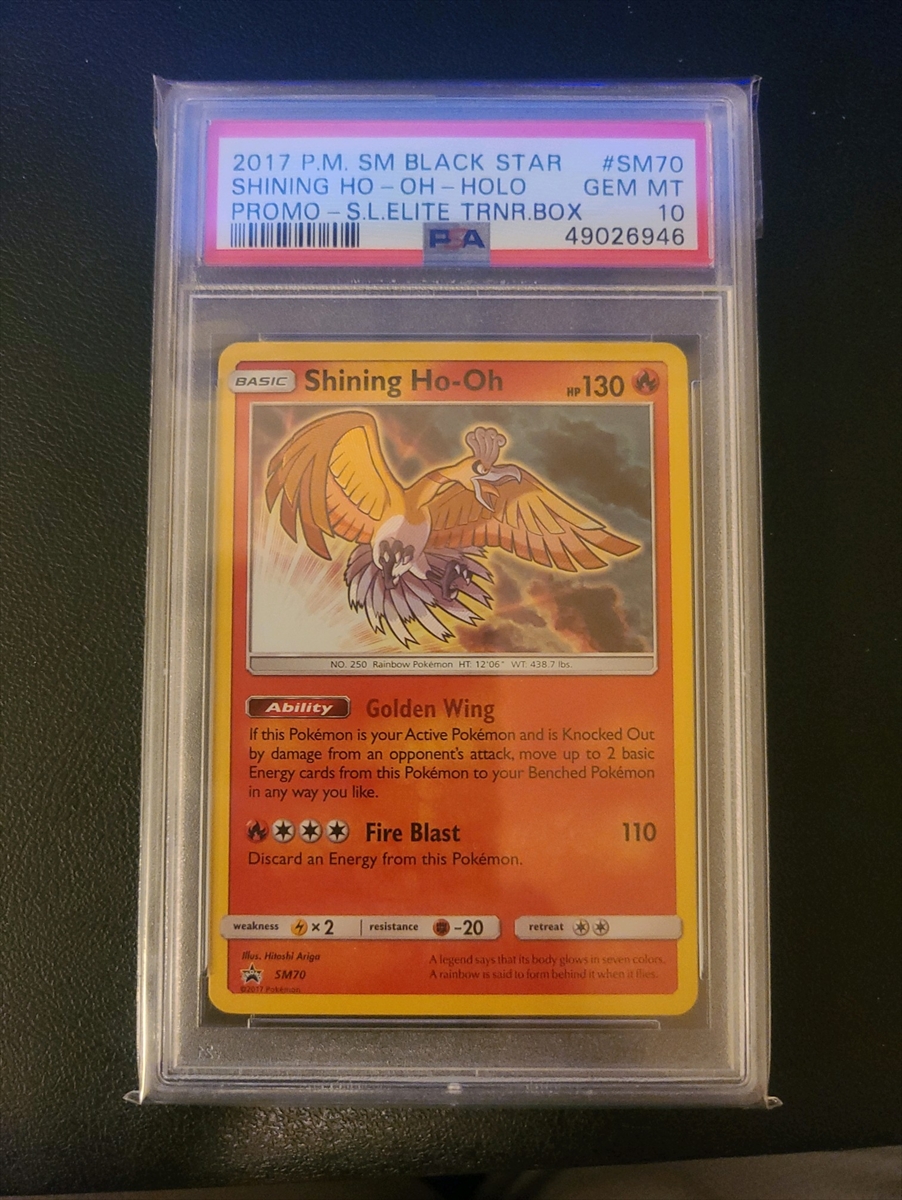 2017 P.M. SM BLACK STAR #SM70
SHINING HO-OH-HOLO GEM MT
PROMO-S.L.ELITE TRNR.BOX 10
PSA 49026946
BASIC Shining Ho-Oh HP 130
NO. 250 Rainbow Pokémon HT: 12'06" WT: 438.7 lbs.
Ability Golden Wing
If this Pokémon is your Active Pokémon and is Knocked Out
by damage from an opponent's attack, move up to 2 basic
Energy cards from this Pokémon to your Benched Pokémon
in any way you like.
Fire Blast 110
Discard an Energy from this Pokémon.
weakness ×2 resistance -20 retreat
Illus. Hitoshi Ariga
SM70
©2017 Pokémon
A legend says that its body glows in seven colors.
A rainbow is said to form behind it when it flies.